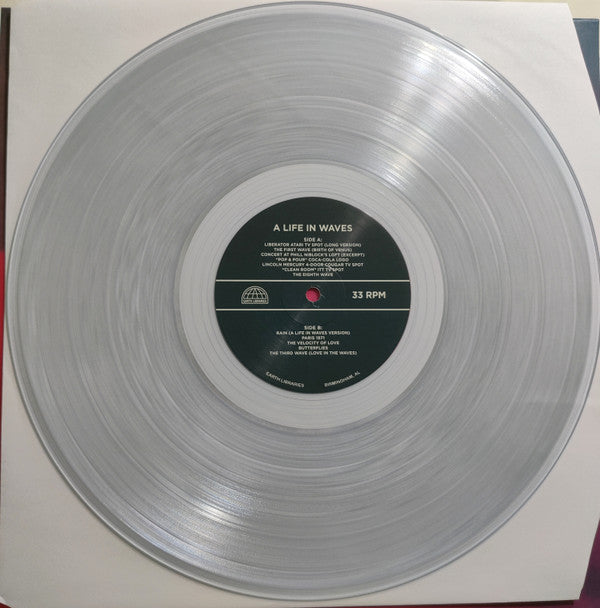 A LIFE IN WAVES
SIDE A:
LIBERATOR ATARI TV SPOT (LONG VERSION)
THE FIRST WAVE (BIRTH OF VENUS)
CONCERT AT PHILL NIBLOCK'S LOFT (EXCERPT)
"POP & POUR" COCA-COLA LOGO
LINCOLN MERCURY 4-DOOR COUGAR TV SPOT
"CLEAN ROOM" ITT TV SPOT
THE EIGHTH WAVE
EARTH LIBRARIES
33 RPM
SIDE B:
RAIN (A LIFE IN WAVES VERSION)
PARIS 1971
THE VELOCITY OF LOVE
BUTTERFLIES
THE THIRD WAVE (LOVE IN THE WAVES)
EARTH LIBRARIES BIRMINGHAM, AL